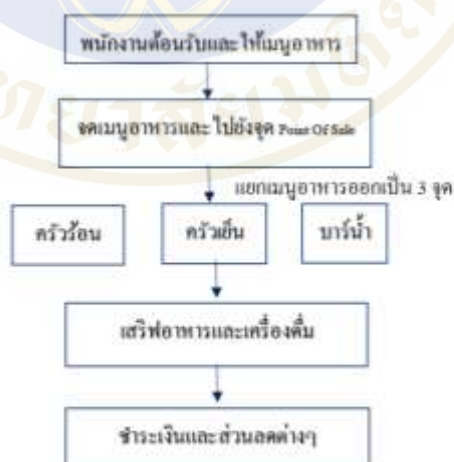 พนักงานต้อนรับและให้เมนูอาหาร
จดเมนูอาหารและไปยังจุด Point Of Sale
แยกเมนูอาหารออกเป็น 3 จุด
ครัวร้อน
ครัวเย็น
บาร์น้ำ
เสริฟอาหารและเครื่องดื่ม
ชำระเงินและส่วนลดต่างๆ